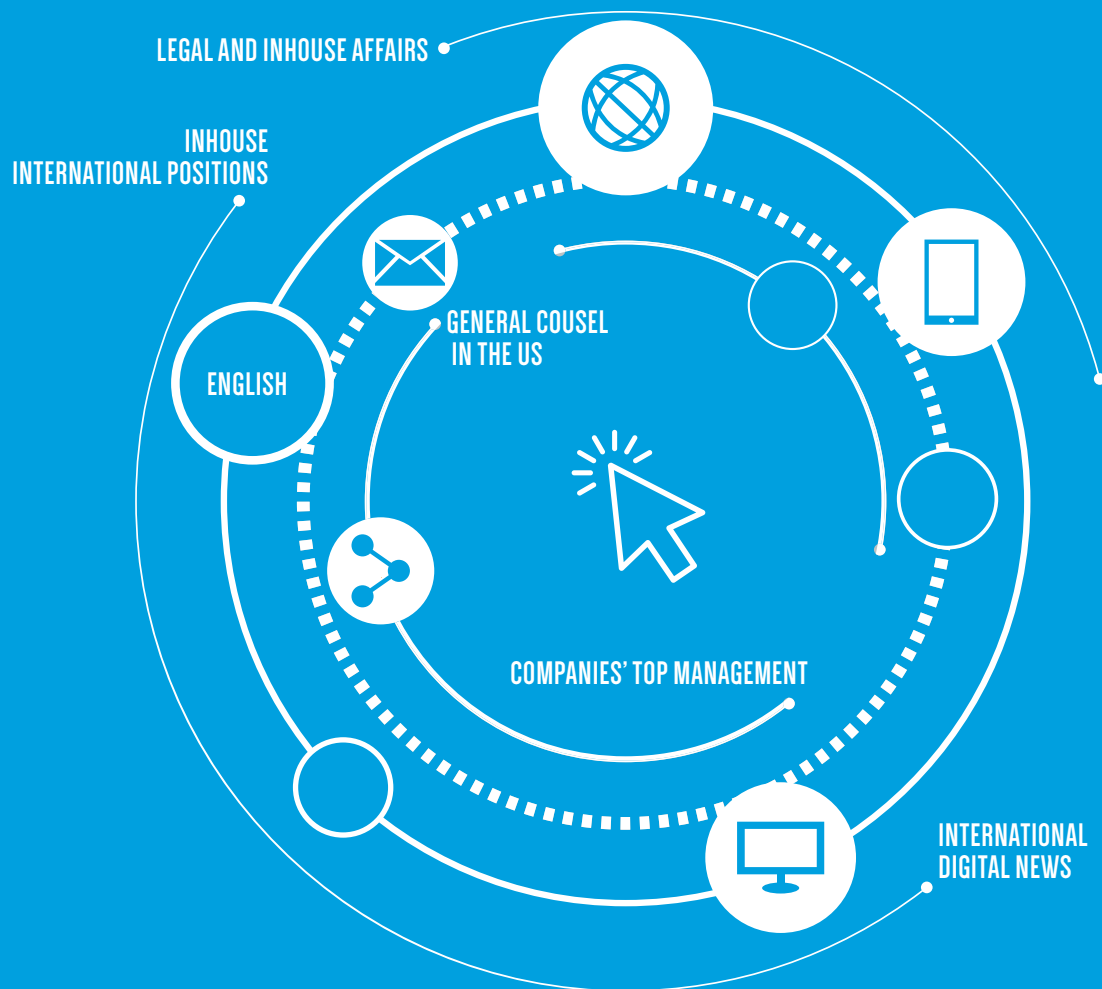 LEGAL AND INHOUSE AFFAIRS
INHOUSE
INTERNATIONAL POSITIONS
GENERAL COUSEL
IN THE US
ENGLISH
COMPANIES' TOP MANAGEMENT
INTERNATIONAL
DIGITAL NEWS